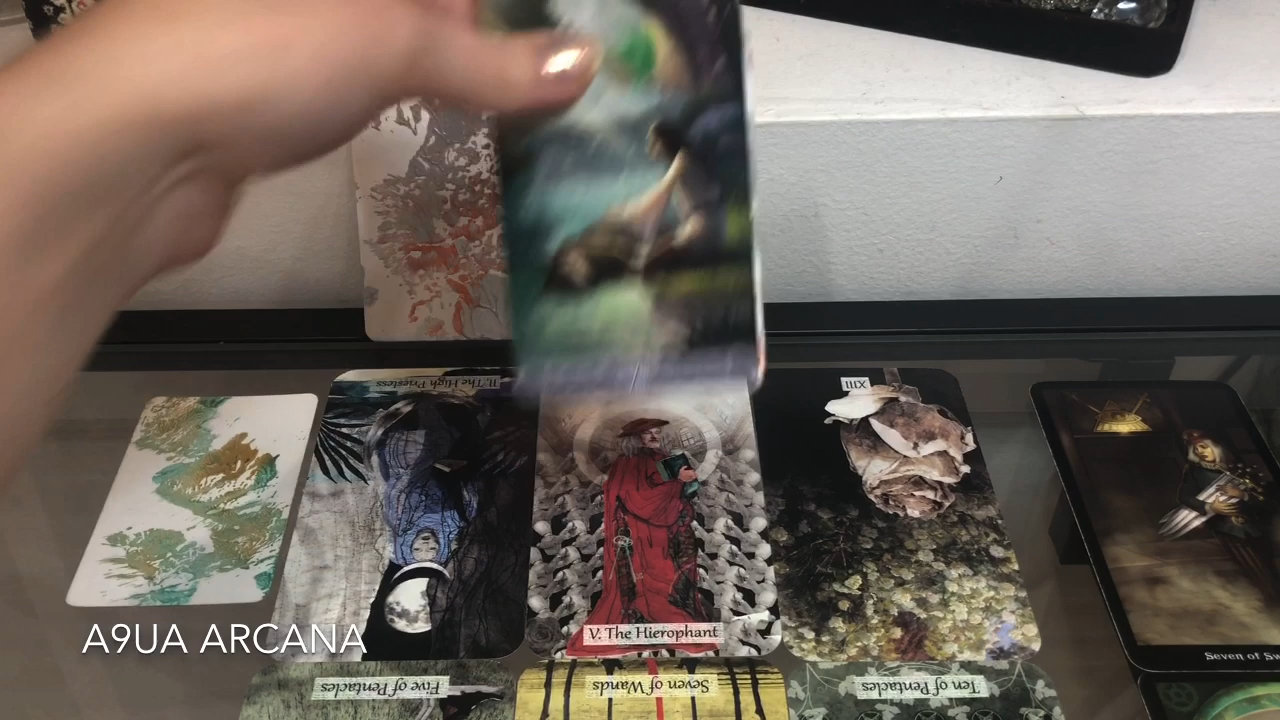 II. The High Priestess
XIII
V. The Hierophant
A9UA ARCANA
Seven of Sw
Five of Pentacles
Seven of Wands
Ten of Pentacles